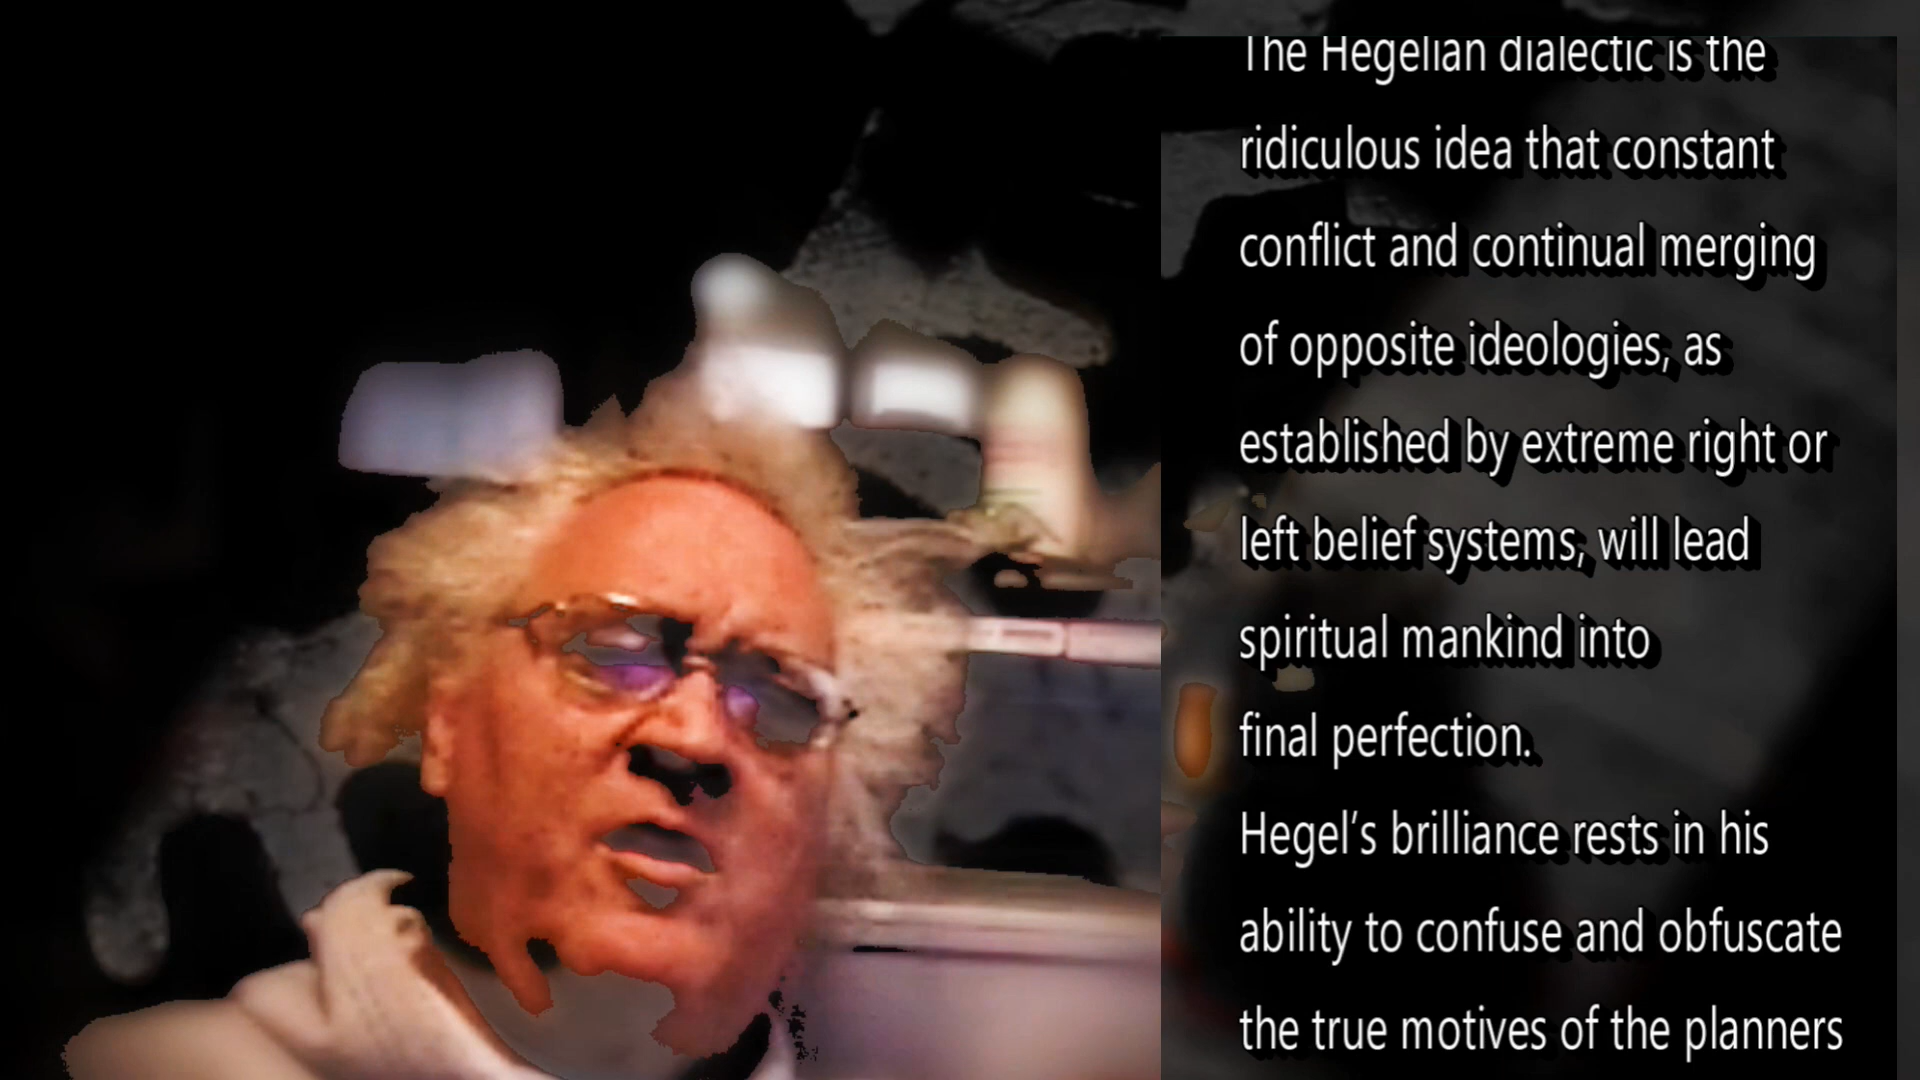 The Hegelian dialectic is the
ridiculous idea that constant
conflict and continual merging
of opposite ideologies, as
established by extreme right or
left belief systems, will lead
spiritual mankind into
final perfection.
Hegel’s brilliance rests in his
ability to confuse and obfuscate
the true motives of the planners